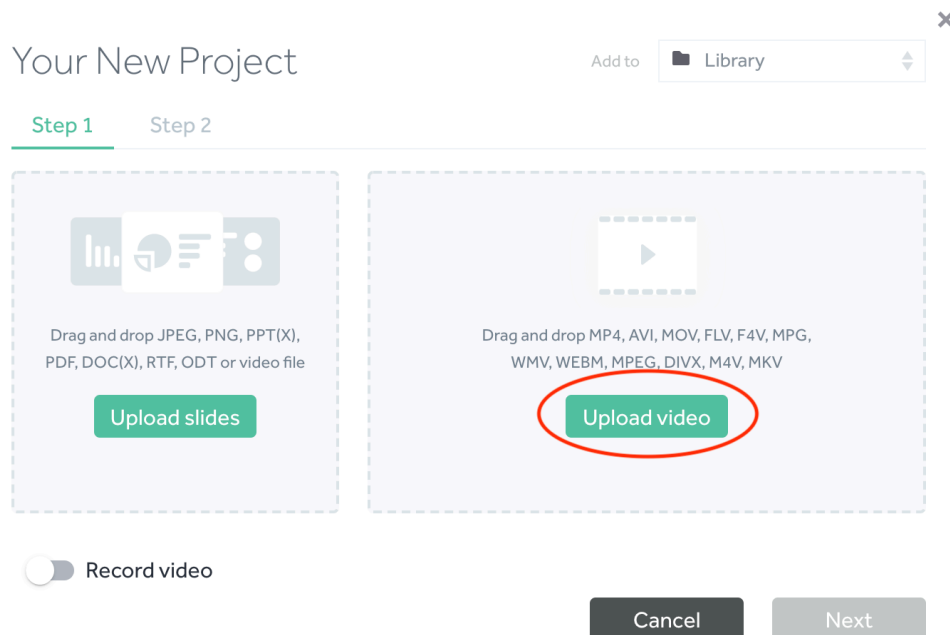 Your New Project
Add to
Library
Step 1
Step 2
Drag and drop JPEG, PNG, PPT(X),
PDF, DOC(X), RTF, ODT or video file
Upload slides
Drag and drop MP4, AVI, MOV, FLV, F4V, MPG,
WMV, WEBM, MPEG, DIVX, M4V, MKV
Upload video
Record video
Cancel
Next